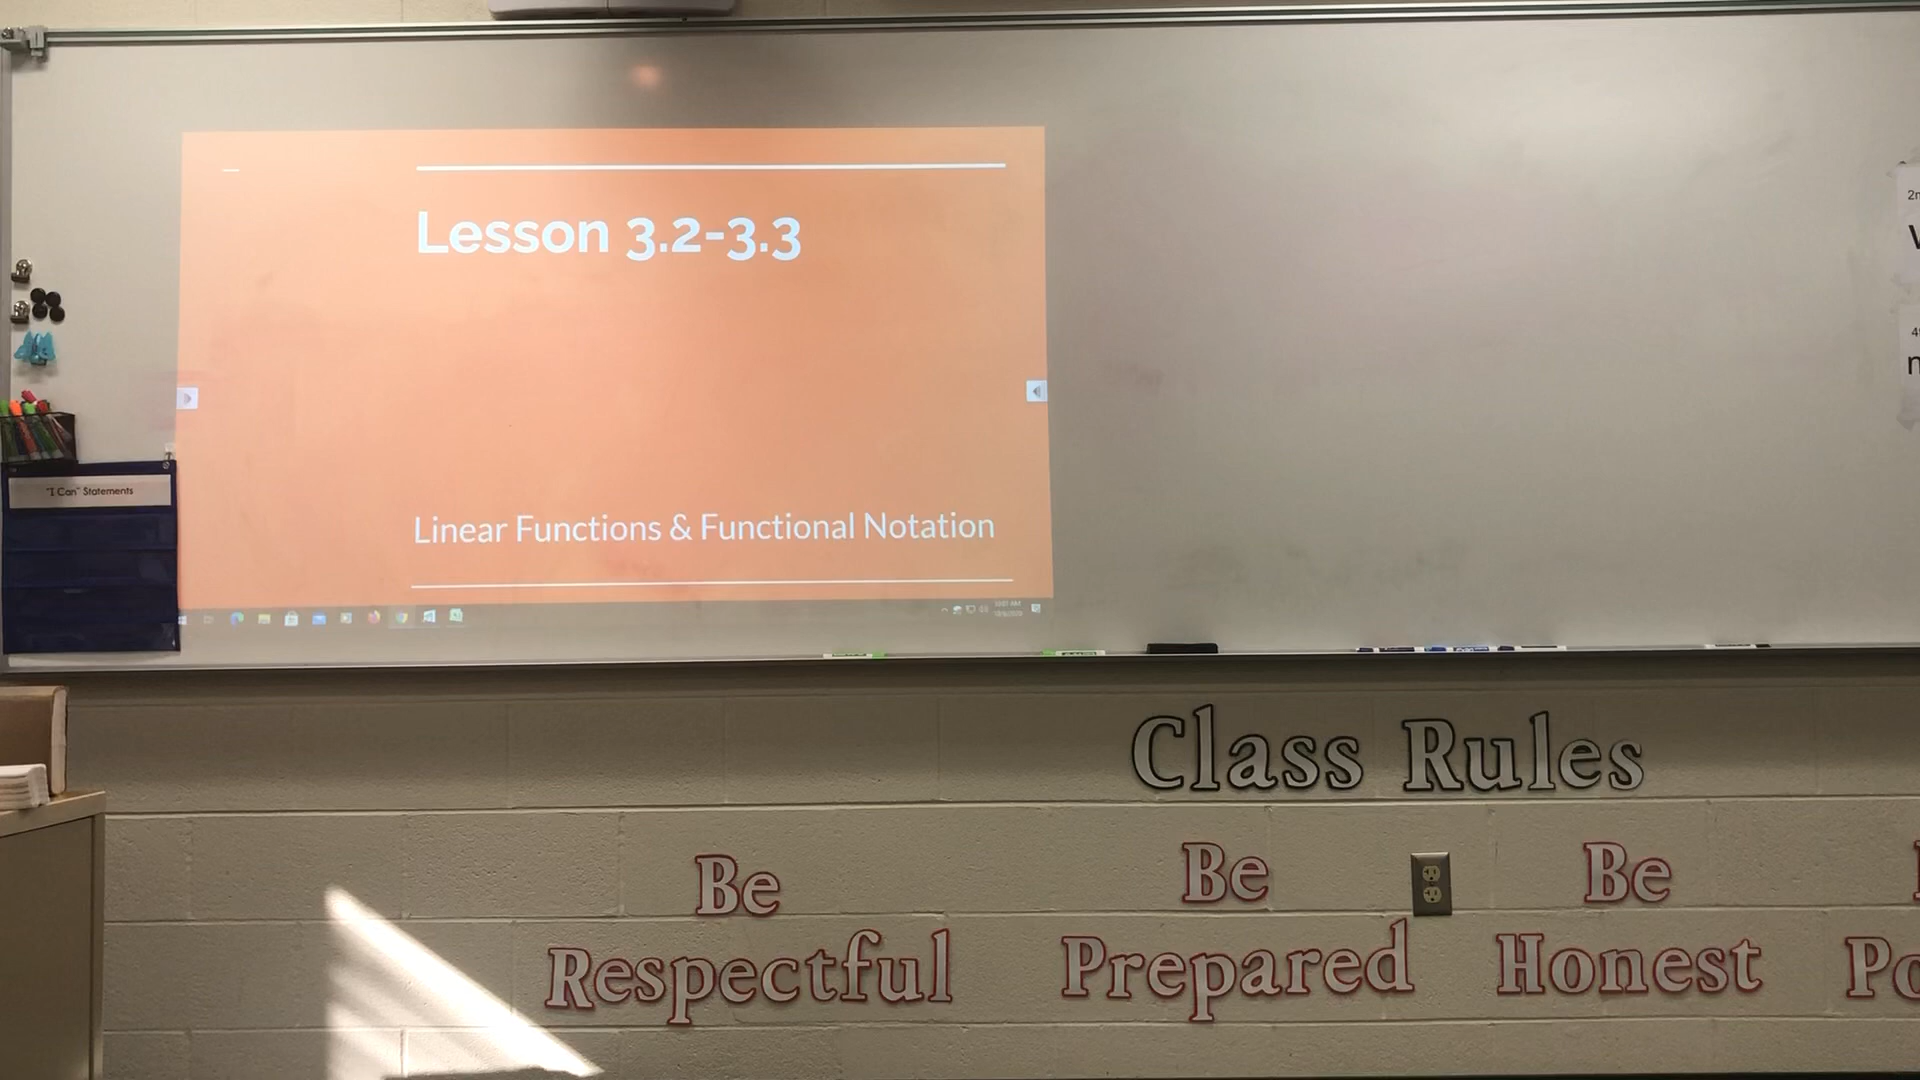 Lesson 3.2-3.3
Linear Functions & Functional Notation
"I Can" Statements
Class Rules
Be
Respectful
Be
Prepared
Be
Honest